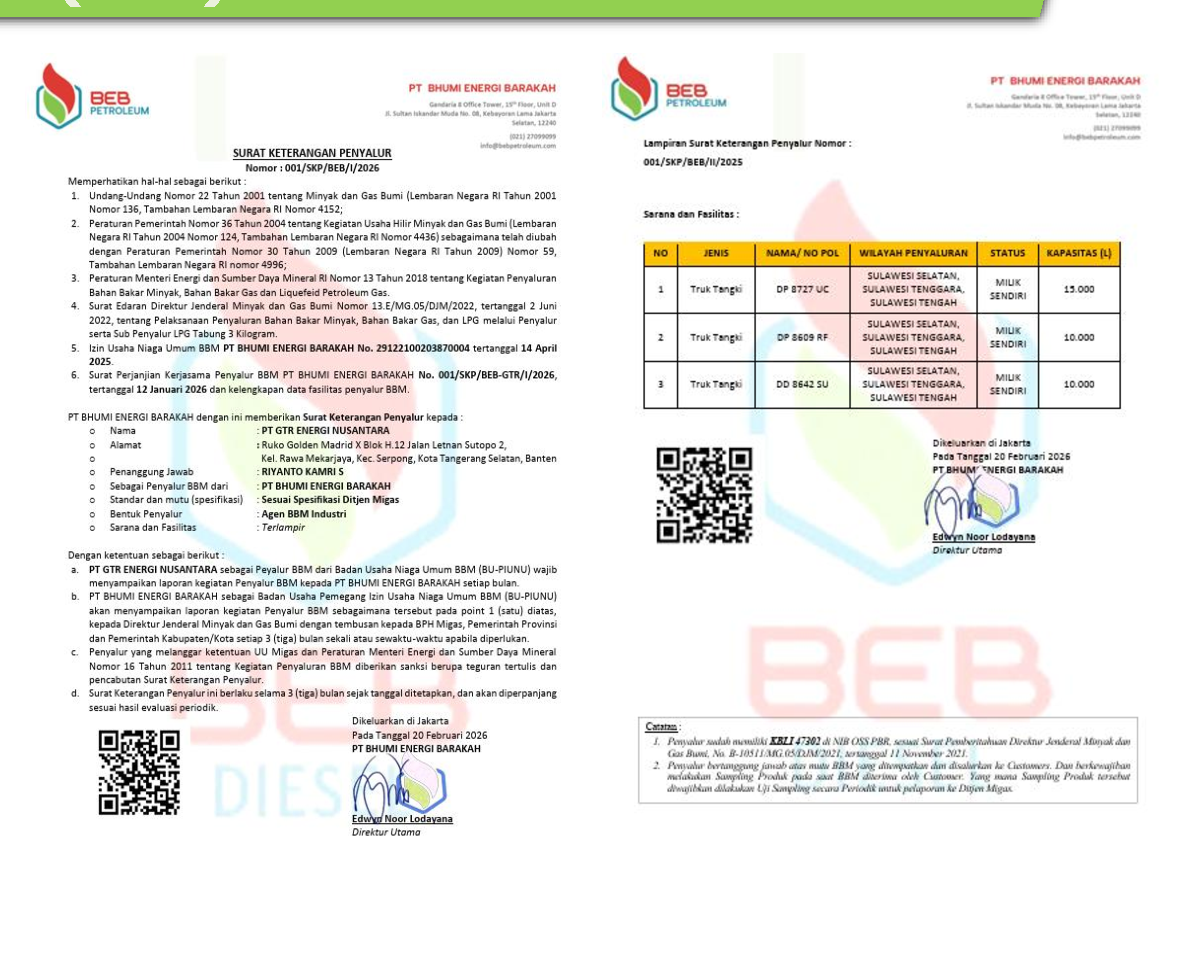 BEB
PETROLEUM
PT BHUMI ENERGI BARAKAH
Gandaria 8 Office Tower, 15th Floor, Unit D
Jl. Sultan Iskandar Muda No. 08, Kebayoran Lama Jakarta
Selatan, 12240
(021) 27099099
info@bebpetroleum.com
SURAT KETERANGAN PENYALUR
Nomor : 001/SKP/BEB/I/2026
Memperhatikan hal-hal sebagai berikut :
1. Undang-Undang Nomor 22 Tahun 2001 tentang Minyak dan Gas Bumi (Lembaran Negara RI Tahun 2001
Nomor 136, Tambahan Lembaran Negara RI Nomor 4152;
2. Peraturan Pemerintah Nomor 36 Tahun 2004 tentang Kegiatan Usaha Hilir Minyak dan Gas Bumi (Lembaran
Negara RI Tahun 2004 Nomor 124, Tambahan Lembaran Negara RI Nomor 4436) sebagaimana telah diubah
dengan Peraturan Pemerintah Nomor 30 Tahun 2009 (Lembaran Negara RI Tahun 2009) Nomor 59,
Tambahan Lembaran Negara RI nomor 4996;
3. Peraturan Menteri Energi dan Sumber Daya Mineral RI Nomor 13 Tahun 2018 tentang Kegiatan Penyaluran
Bahan Bakar Minyak, Bahan Bakar Gas dan Liquefeid Petroleum Gas.
4. Surat Edaran Direktur Jenderal Minyak dan Gas Bumi Nomor 13.E/MG.05/DJM/2022, tertanggal 2 Juni
2022, tentang Pelaksanaan Penyaluran Bahan Bakar Minyak, Bahan Bakar Gas, dan LPG melalui Penyalur
serta Sub Penyalur LPG Tabung 3 Kilogram.
5. Izin Usaha Niaga Umum BBM PT BHUMI ENERGI BARAKAH No. 29122100203870004 tertanggal 14 April
2025.
6. Surat Perjanjian Kerjasama Penyalur BBM PT BHUMI ENERGI BARAKAH No. 001/SKP/BEB-GTR/I/2026,
tertanggal 12 Januari 2026 dan kelengkapan data fasilitas penyalur BBM.
PT BHUMI ENERGI BARAKAH dengan ini memberikan Surat Keterangan Penyalur kepada :
o Nama : PT GTR ENERGI NUSANTARA
o Alamat : Ruko Golden Madrid X Blok H.12 Jalan Letnan Sutopo 2,
o Kel. Rawa Mekarjaya, Kec. Serpong, Kota Tangerang Selatan, Banten
o Penanggung Jawab : RIYANTO KAMRI S
o Sebagai Penyalur BBM dari : PT BHUMI ENERGI BARAKAH
o Standar dan mutu (spesifikasi) : Sesuai Spesifikasi Ditjen Migas
o Bentuk Penyalur : Agen BBM Industri
o Sarana dan Fasilitas : Terlampir
Dengan ketentuan sebagai berikut :
a. PT GTR ENERGI NUSANTARA sebagai Peyalur BBM dari Badan Usaha Niaga Umum BBM (BU-PIUNU) wajib
menyampaikan laporan kegiatan Penyalur BBM kepada PT BHUMI ENERGI BARAKAH setiap bulan.
b. PT BHUMI ENERGI BARAKAH sebagai Badan Usaha Pemegang Izin Usaha Niaga Umum BBM (BU-PIUNU)
akan menyampaikan laporan kegiatan Penyalur BBM sebagaimana tersebut pada point 1 (satu) diatas,
kepada Direktur Jenderal Minyak dan Gas Bumi dengan tembusan kepada BPH Migas, Pemerintah Provinsi
dan Pemerintah Kabupaten/Kota setiap 3 (tiga) bulan sekali atau sewaktu-waktu apabila diperlukan.
c. Penyalur yang melanggar ketentuan UU Migas dan Peraturan Menteri Energi dan Sumber Daya Mineral
Nomor 16 Tahun 2011 tentang Kegiatan Penyaluran BBM diberikan sanksi berupa teguran tertulis dan
pencabutan Surat Keterangan Penyalur.
d. Surat Keterangan Penyalur ini berlaku selama 3 (tiga) bulan sejak tanggal ditetapkan, dan akan diperpanjang
sesuai hasil evaluasi periodik.
Dikeluarkan di Jakarta
Pada Tanggal 20 Februari 2026
PT BHUMI ENERGI BARAKAH
Edwyn Noor Lodayana
Direktur Utama
BEB
DIES
BEB
PETROLEUM
PT BHUMI ENERGI BARAKAH
Gandaria 8 Office Tower, 15th Floor, Unit D
Jl. Sultan Iskandar Muda No. 08, Kebayoran Lama Jakarta
Selatan, 12240
(021) 27099099
info@bebpetroleum.com
Lampiran Surat Keterangan Penyalur Nomor :
001/SKP/BEB/II/2025
Sarana dan Fasilitas :
NO JENIS NAMA/ NO POL WILAYAH PENYALURAN STATUS KAPASITAS (L)
1 Truk Tangki DP 8727 UC SULAWESI SELATAN, SULAWESI TENGGARA, SULAWESI TENGAH MILIK SENDIRI 15.000
2 Truk Tangki DP 8609 RF SULAWESI SELATAN, SULAWESI TENGGARA, SULAWESI TENGAH MILIK SENDIRI 10.000
3 Truk Tangki DD 8642 SU SULAWESI SELATAN, SULAWESI TENGGARA, SULAWESI TENGAH MILIK SENDIRI 10.000
Dikeluarkan di Jakarta
Pada Tanggal 20 Februari 2026
PT BHUMI ENERGI BARAKAH
Edwyn Noor Lodayana
Direktur Utama
BEB
Catatan :
1. Penyalur sudah memiliki KBLI 47302 di NIB OSS PBR, sesuai Surat Pemberitahuan Direktur Jenderal Minyak dan
Gas Bumi, No. B-10511/MG.05/DJM/2021, tertanggal 11 November 2021.
2. Penyalur bertanggung jawab atas mutu BBM yang ditempatkan dan disalurkan ke Customers. Dan berkewajiban
melakukan Sampling Produk pada saat BBM diterima oleh Customer. Yang mana Sampling Produk tersebut
diwajibkan dilakukan Uji Sampling secara Periodik untuk pelaporan ke Ditjen Migas.